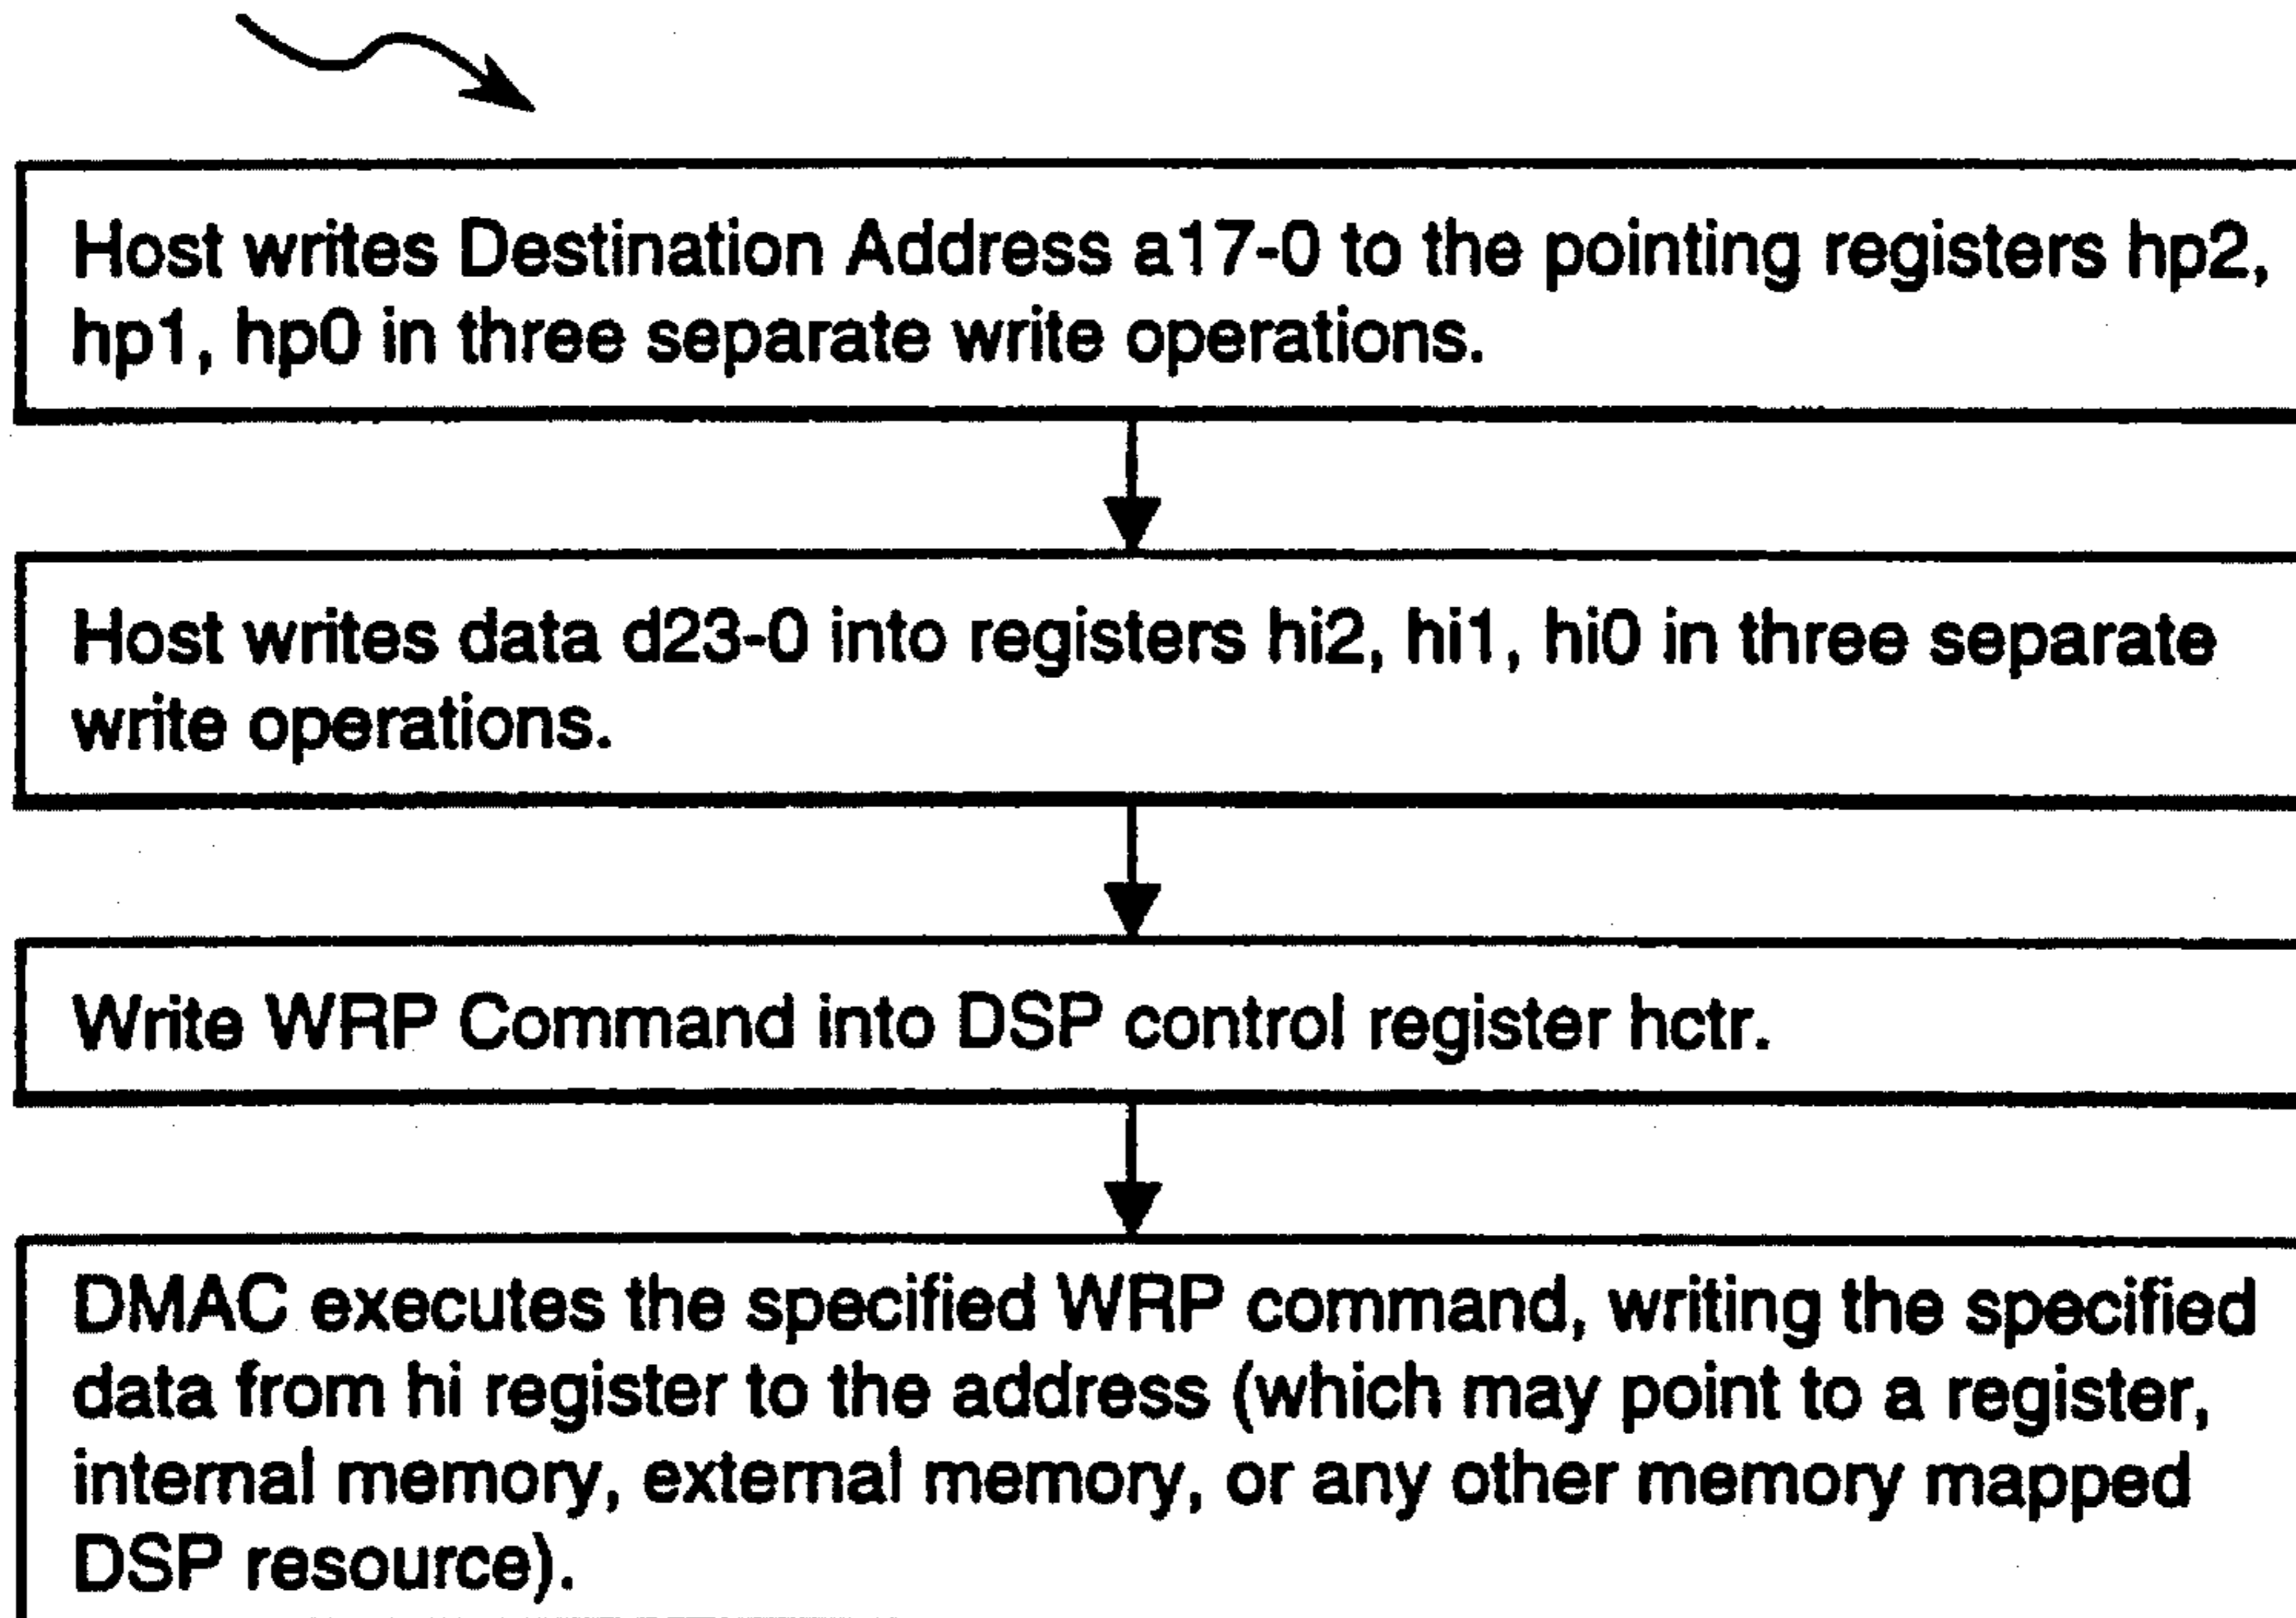 Host writes Destination Address a17-0 to the pointing registers hp2,
hp1, hp0 in three separate write operations.
Host writes data d23-0 into registers hi2, hi1, hi0 in three separate
write operations.
Write WRP Command into DSP control register hctr.
DMAC executes the specified WRP command, writing the specified
data from hi register to the address (which may point to a register,
internal memory, external memory, or any other memory mapped
DSP resource).